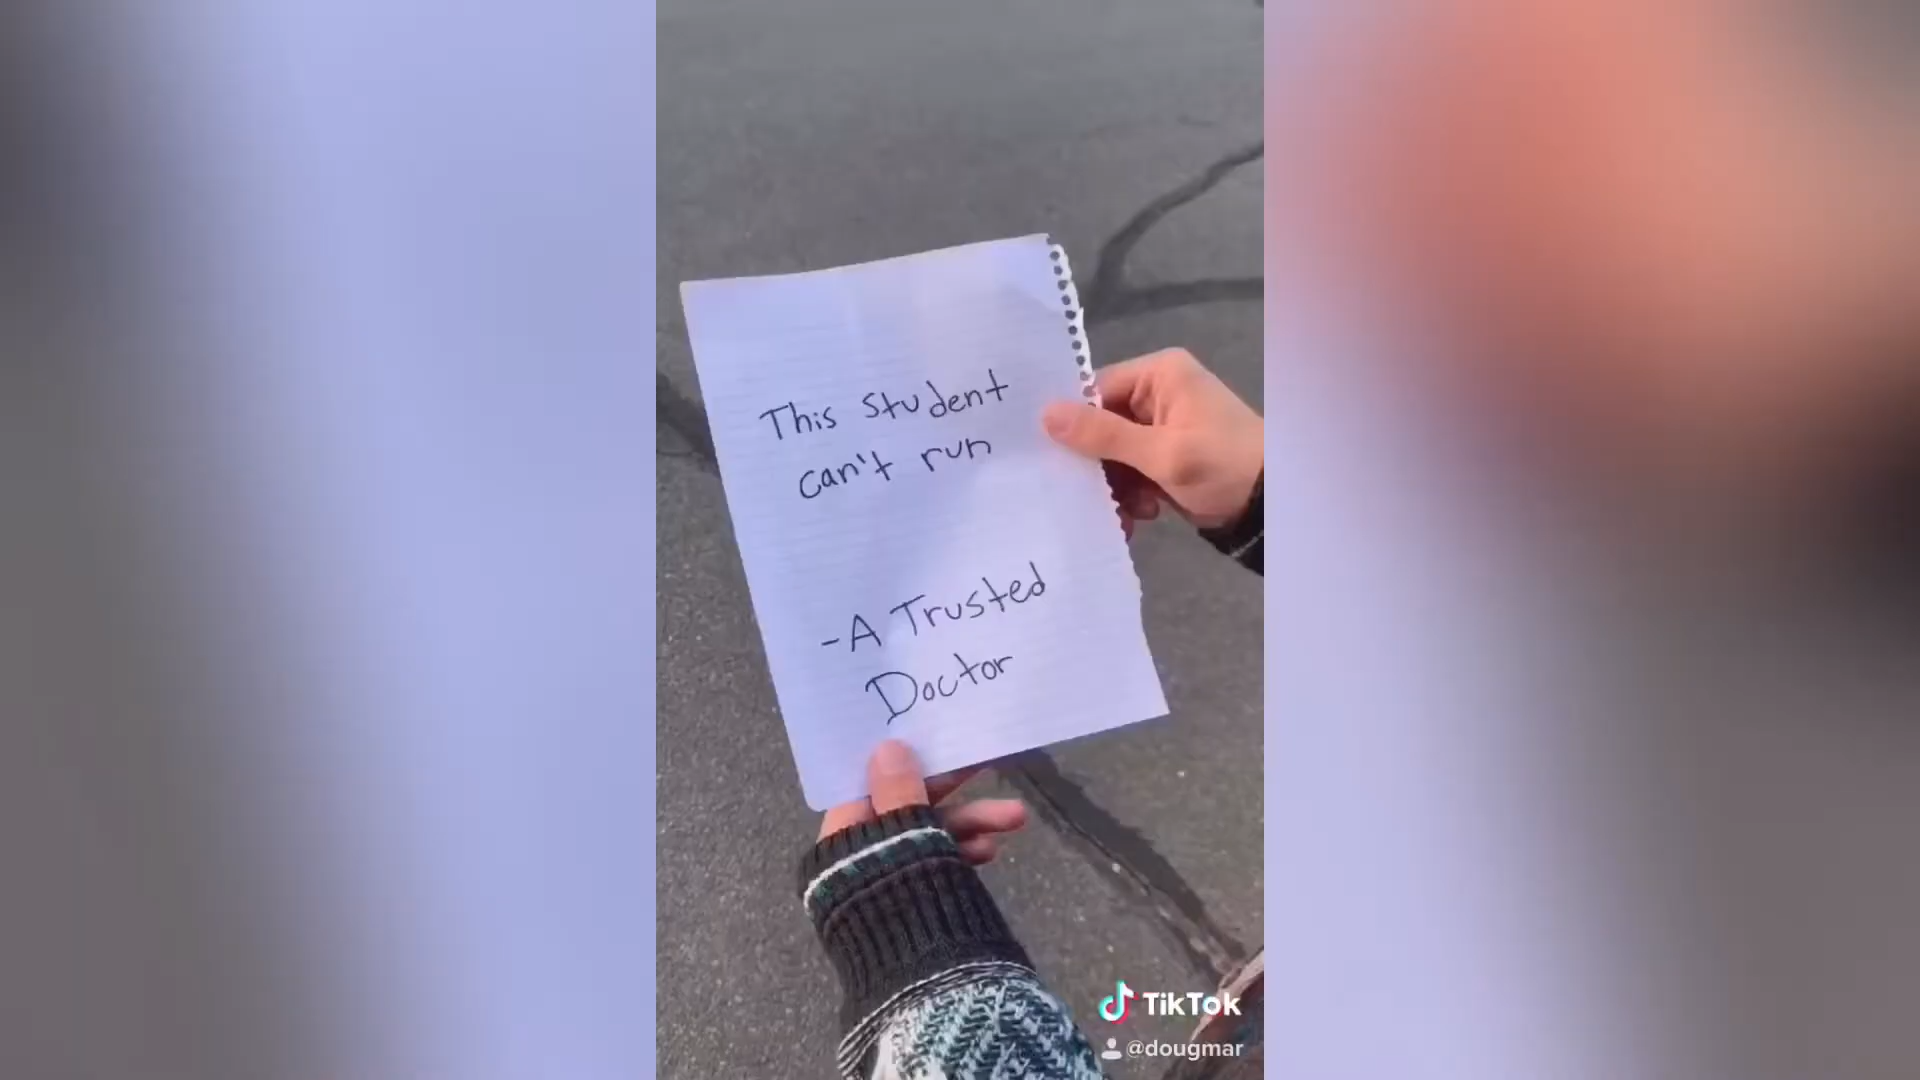 This student
can't run
-A Trusted
Doctor
TikTok
@dougmar